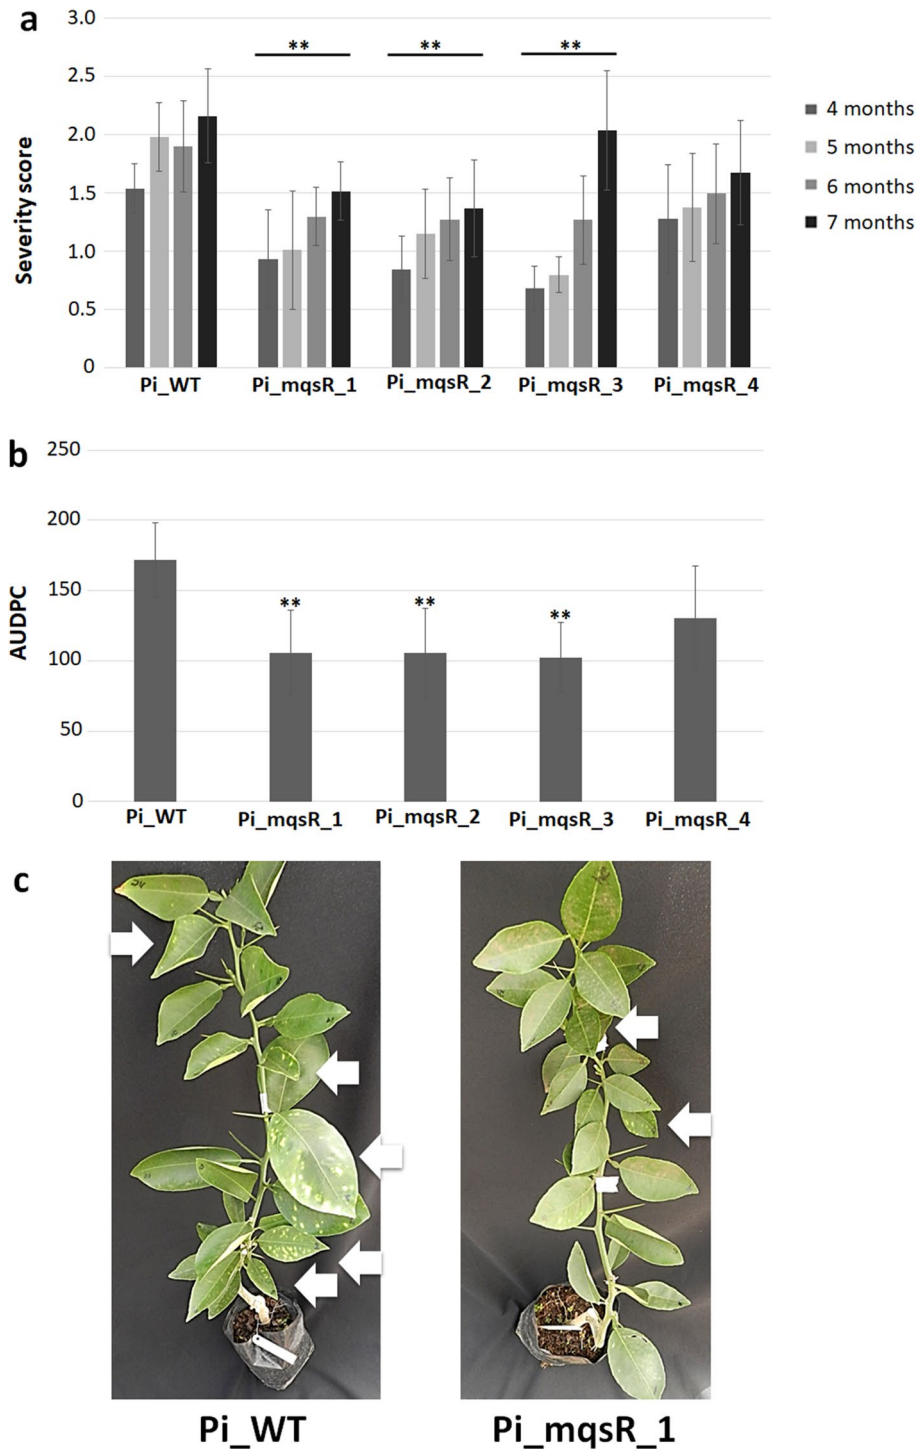 a
3.0
2.5
2.0
1.5
1.0
0.5
0
Severity score
** ** **
4 months
5 months
6 months
7 months
Pi_WT Pi_mqsR_1 Pi_mqsR_2 Pi_mqsR_3 Pi_mqsR_4
b
250
200
150
100
50
0
AUDPC
** ** **
Pi_WT Pi_mqsR_1 Pi_mqsR_2 Pi_mqsR_3 Pi_mqsR_4
c
Pi_WT Pi_mqsR_1